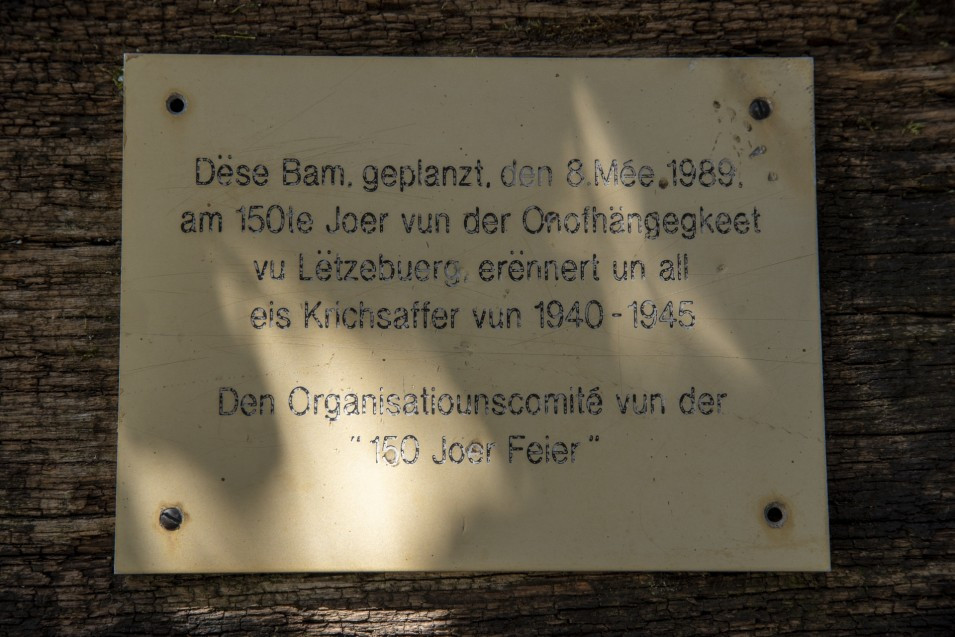 Dëse Bam, geplanzt, den 8.Mée 1989,
am 150te Joer vun der Onofhängegkeet
vu Lëtzebuerg, erënnert un all
eis Krichsaffer vun 1940-1945
Den Organisatiounscomité vun der
"150 Joer Feier"